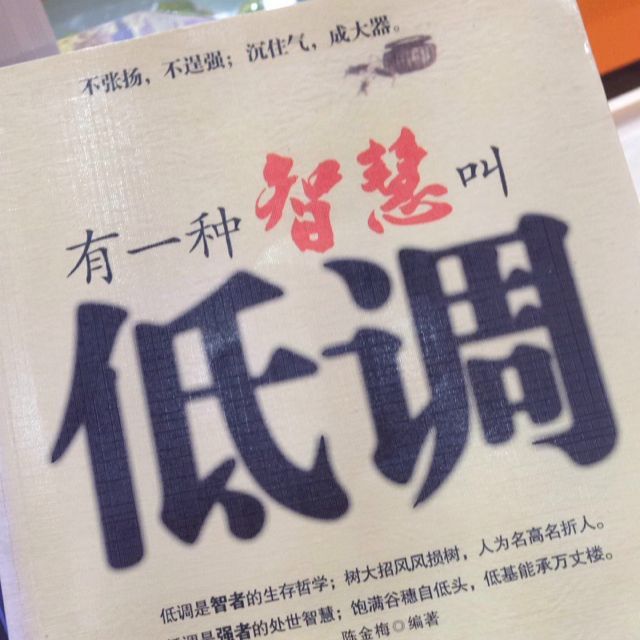 不张扬，不逞强；沉住气，成大器。
有一种智慧叫
低调
低调是智者的生存哲学；树大招风风损树，人为名高名折人。
低调是强者的处世智慧；饱满谷穗自低头，低基能承万丈楼。
陈金梅◎编著